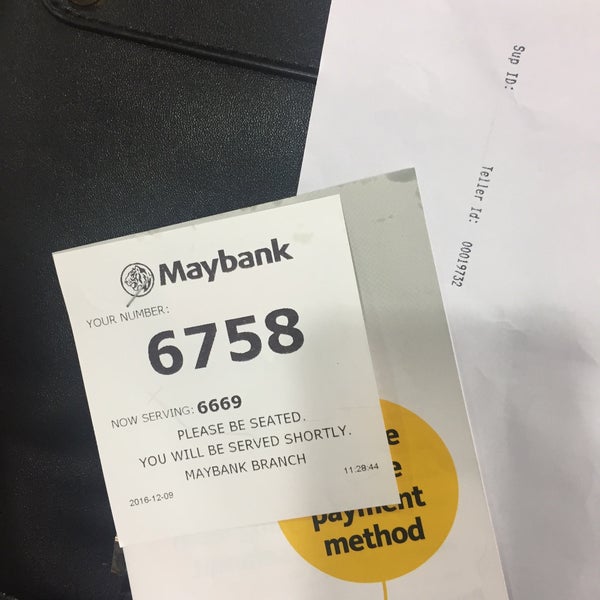 Sup ID:
Teller Id: 00019732
Maybank
YOUR NUMBER:
6758
NOW SERVING: 6669
PLEASE BE SEATED.
YOU WILL BE SERVED SHORTLY.
MAYBANK BRANCH
2016-12-09 11:28:44
payment
method